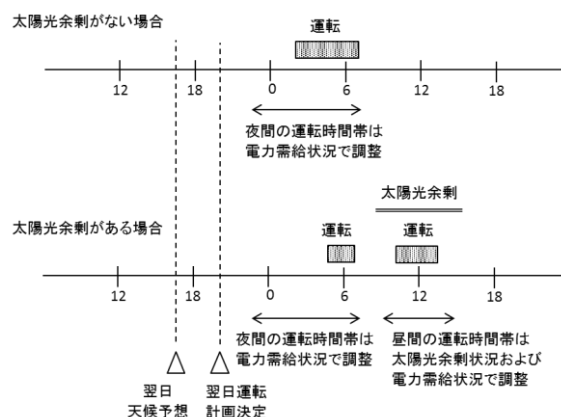 太陽光余剰がない場合
運転
12
18
0
6
12
18
夜間の運転時間帯は
電力需給状況で調整
太陽光余剰
太陽光余剰がある場合
運転
運転
12
18
0
6
12
18
夜間の運転時間帯は
電力需給状況で調整
昼間の運転時間帯は
太陽光余剰状況および
電力需給状況で調整
翌日
天候予想
翌日運転
計画決定